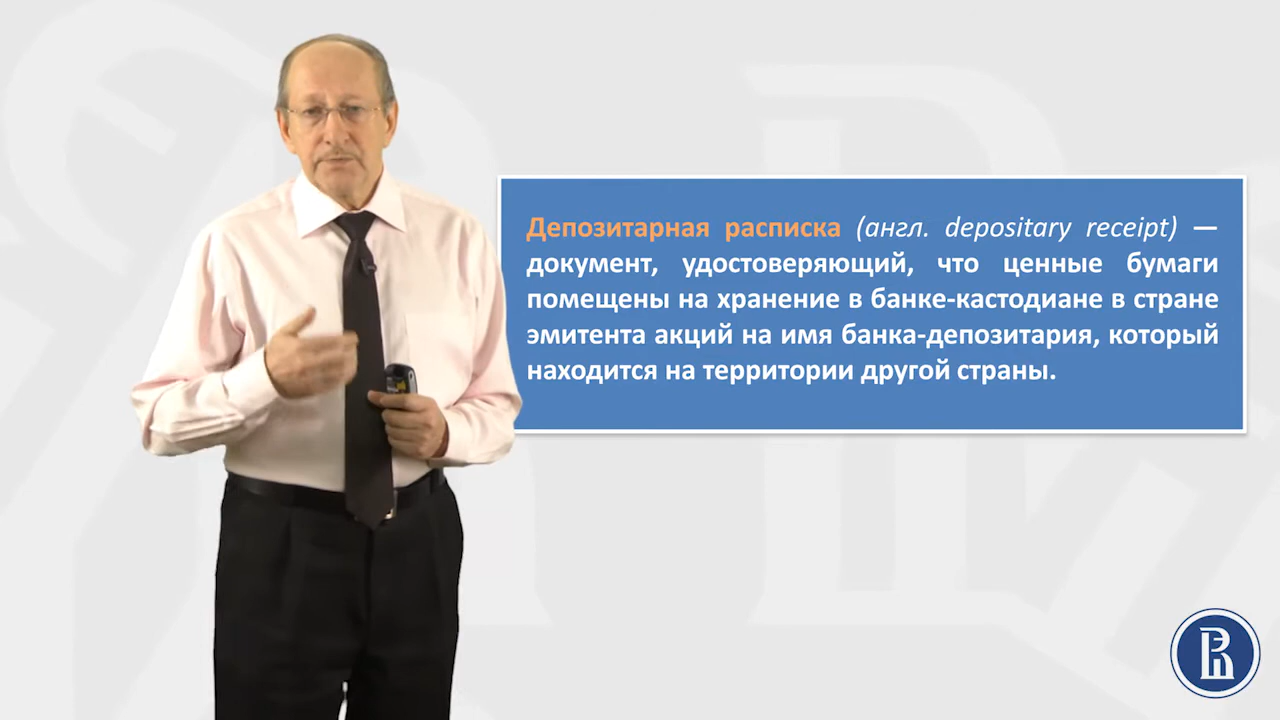 Депозитарная расписка (англ. depositary receipt) —
документ, удостоверяющий, что ценные бумаги
помещены на хранение в банке-кастодиане в стране
эмитента акций на имя банка-депозитария, который
находится на территории другой страны.